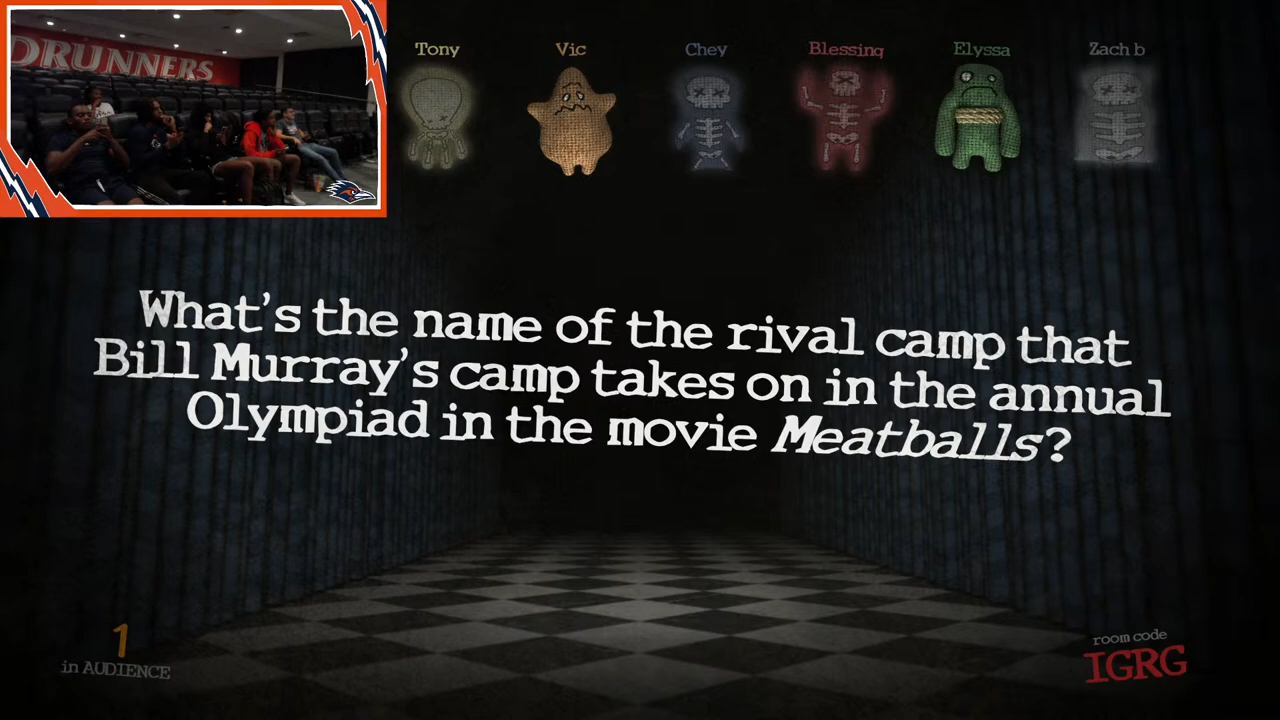 DRUNNERS
Tony
Vic
Chey
Blessing
Elyssa
Zach b
What's the name of the rival camp that
Bill Murray's camp takes on in the annual
Olympiad in the movie Meatballs?
1
in AUDIENCE
room code
IGRG